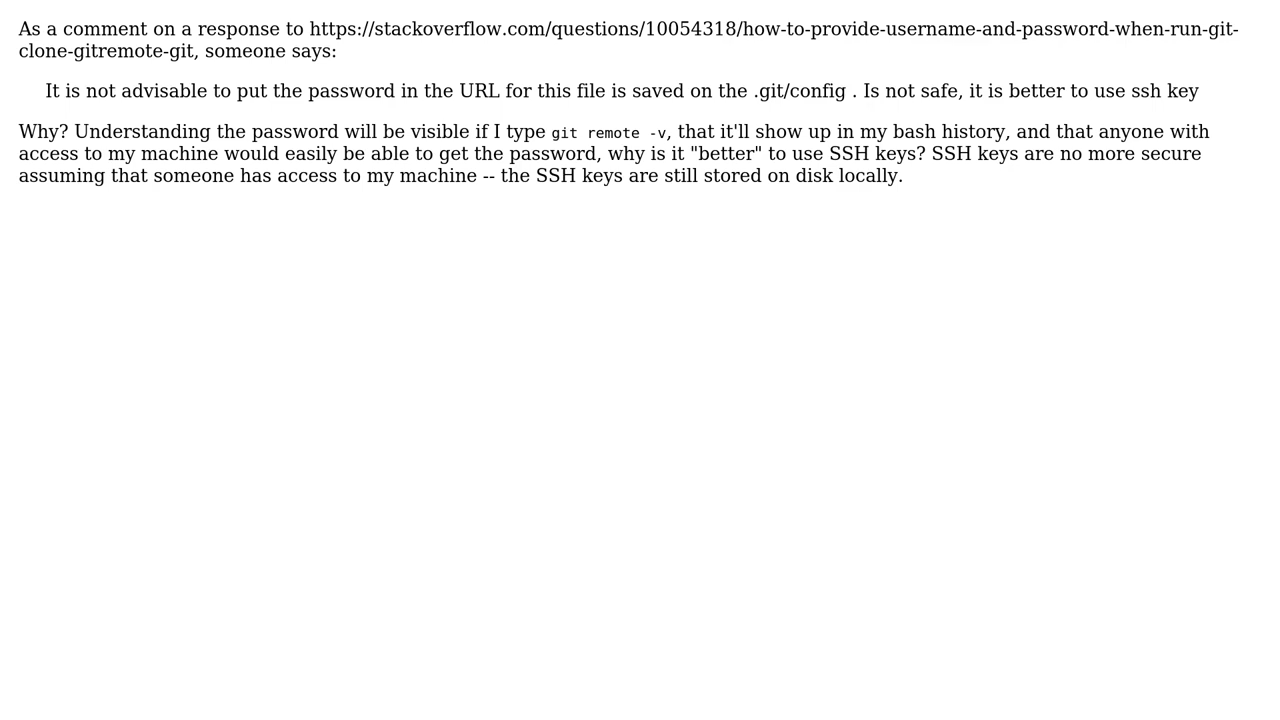 As a comment on a response to https://stackoverflow.com/questions/10054318/how-to-provide-username-and-password-when-run-git-
clone-gitremote-git, someone says:
It is not advisable to put the password in the URL for this file is saved on the .git/config . Is not safe, it is better to use ssh key
Why? Understanding the password will be visible if I type git remote -v, that it'll show up in my bash history, and that anyone with
access to my machine would easily be able to get the password, why is it "better" to use SSH keys? SSH keys are no more secure
assuming that someone has access to my machine -- the SSH keys are still stored on disk locally.